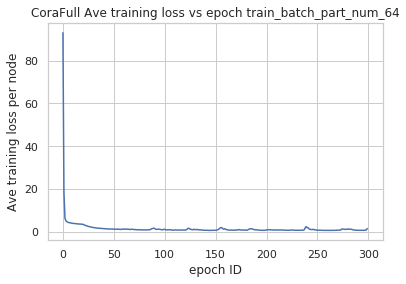 CoraFull Ave training loss vs epoch train_batch_part_num_64
Ave training loss per node
80
60
40
20
0
0 50 100 150 200 250 300
epoch ID